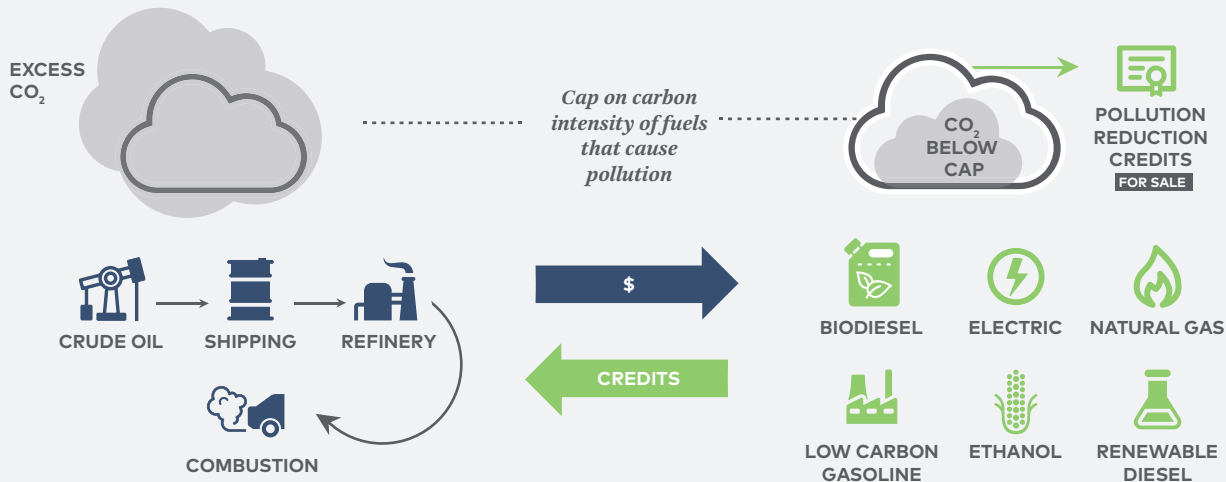 EXCESS
CO₂
Cap on carbon
intensity of fuels
that cause
pollution
CO₂
BELOW
CAP
POLLUTION
REDUCTION
CREDITS
FOR SALE
CRUDE OIL
SHIPPING
REFINERY
COMBUSTION
$
CREDITS
BIODIESEL
ELECTRIC
NATURAL GAS
LOW CARBON
GASOLINE
ETHANOL
RENEWABLE
DIESEL